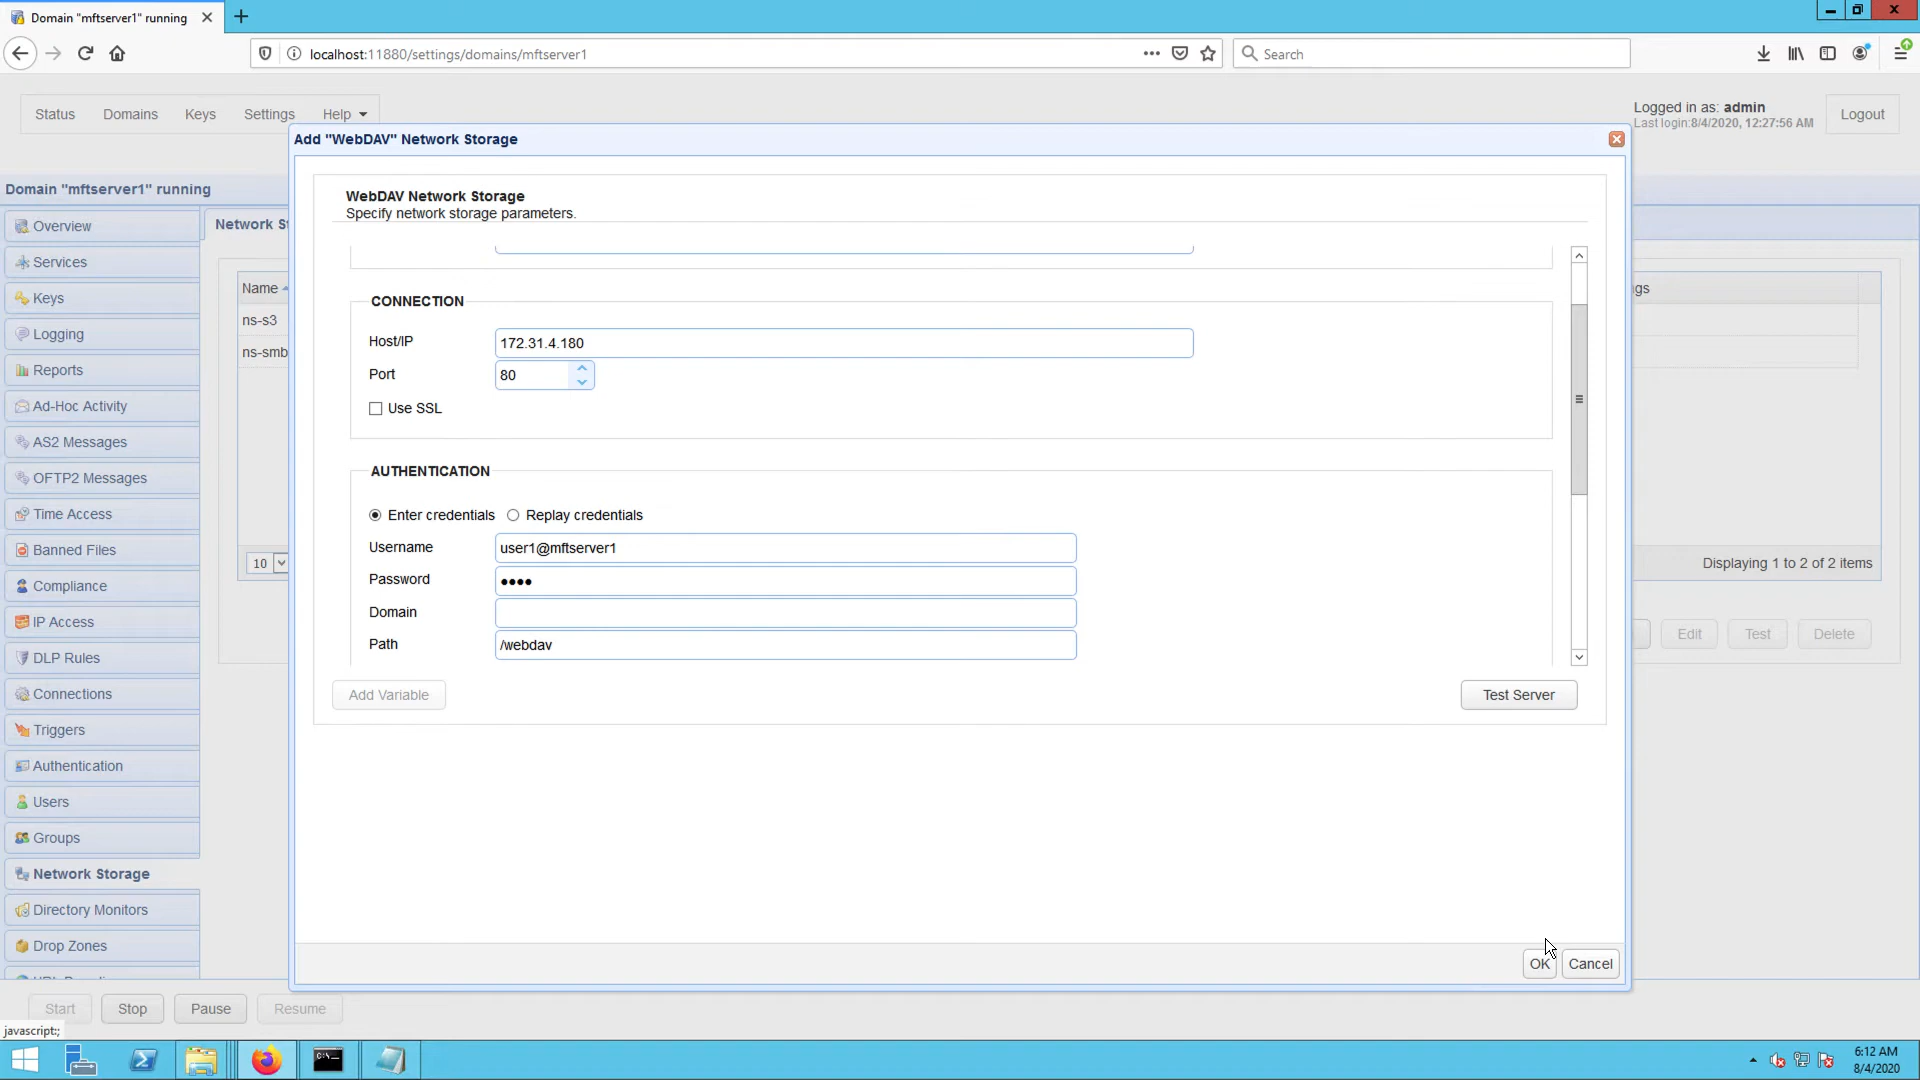 Domain "mftserver1" running
localhost:11880/settings/domains/mftserver1
Search
Status
Domains
Keys
Settings
Help
Logged in as: admin
Last login:8/4/2020, 12:27:56 AM
Logout
Add "WebDAV" Network Storage
Domain "mftserver1" running
Overview
Services
Keys
Logging
Reports
Ad-Hoc Activity
AS2 Messages
OFTP2 Messages
Time Access
Banned Files
Compliance
IP Access
DLP Rules
Connections
Triggers
Authentication
Users
Groups
Network Storage
Directory Monitors
Drop Zones
Network St
Name
ns-s3
ns-smb
10
gs
Displaying 1 to 2 of 2 items
Edit
Test
Delete
WebDAV Network Storage
Specify network storage parameters.
CONNECTION
Host/IP
172.31.4.180
Port
80
Use SSL
AUTHENTICATION
Enter credentials
Replay credentials
Username
user1@mftserver1
Password
●●●●
Domain
Path
/webdav
Add Variable
Test Server
OK
Cancel
Start
Stop
Pause
Resume
javascript:;
6:12 AM
8/4/2020